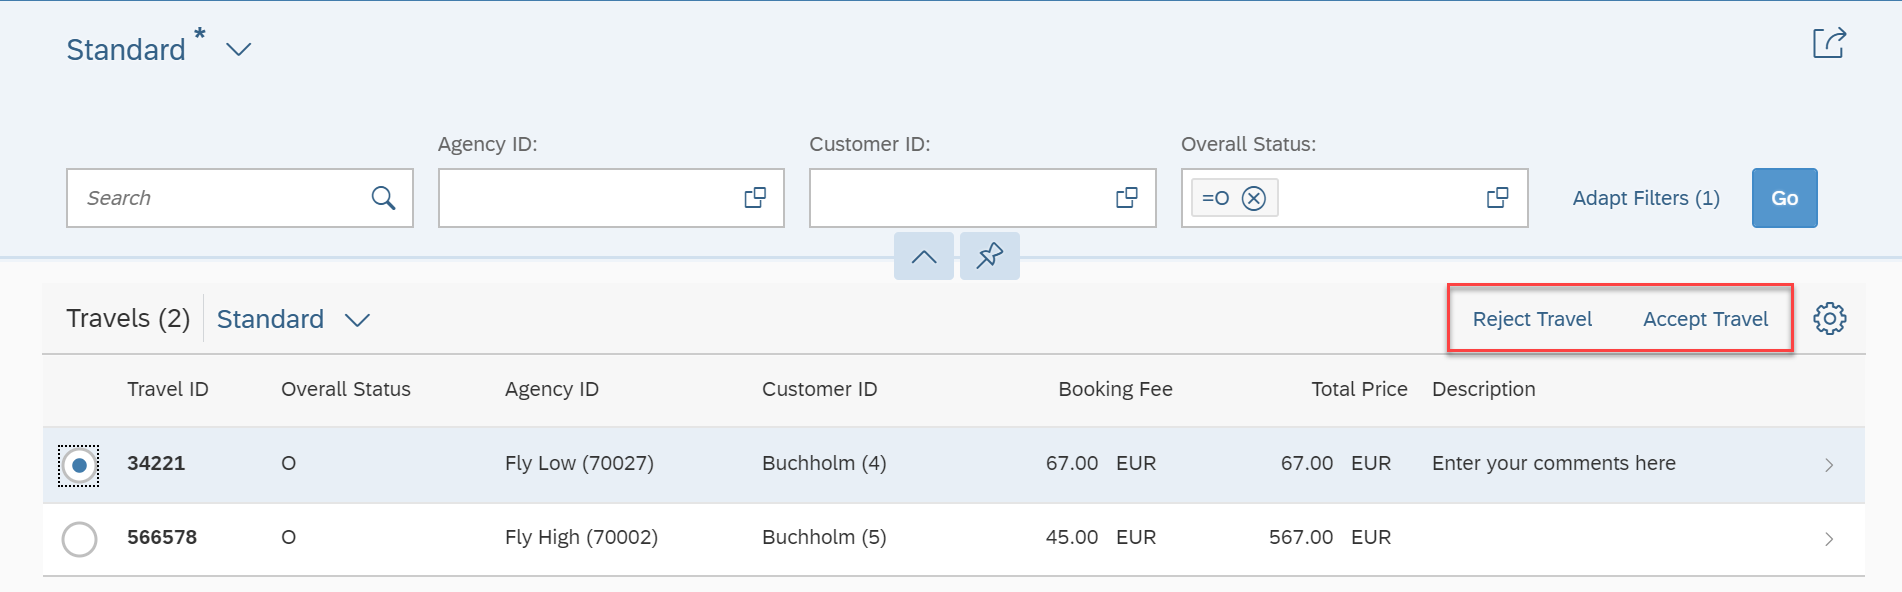 Standard *
Agency ID: Customer ID: Overall Status:
Search =O Adapt Filters (1) Go
Travels (2) Standard Reject Travel Accept Travel
Travel ID Overall Status Agency ID Customer ID Booking Fee Total Price Description
34221 O Fly Low (70027) Buchholm (4) 67.00 EUR 67.00 EUR Enter your comments here
566578 O Fly High (70002) Buchholm (5) 45.00 EUR 567.00 EUR